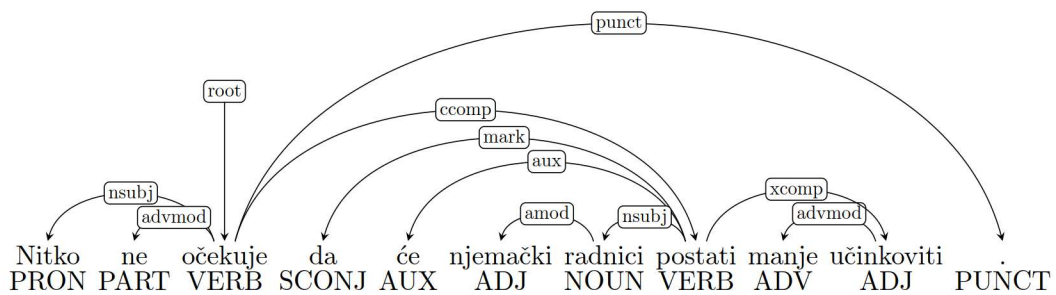 punct
root
ccomp
mark
aux
nsubj
xcomp
advmod
amod
nsubj
advmod
Nitko ne očekuje da će njemački radnici postati manje učinkoviti .
PRON PART VERB SCONJ AUX ADJ NOUN VERB ADV ADJ PUNCT